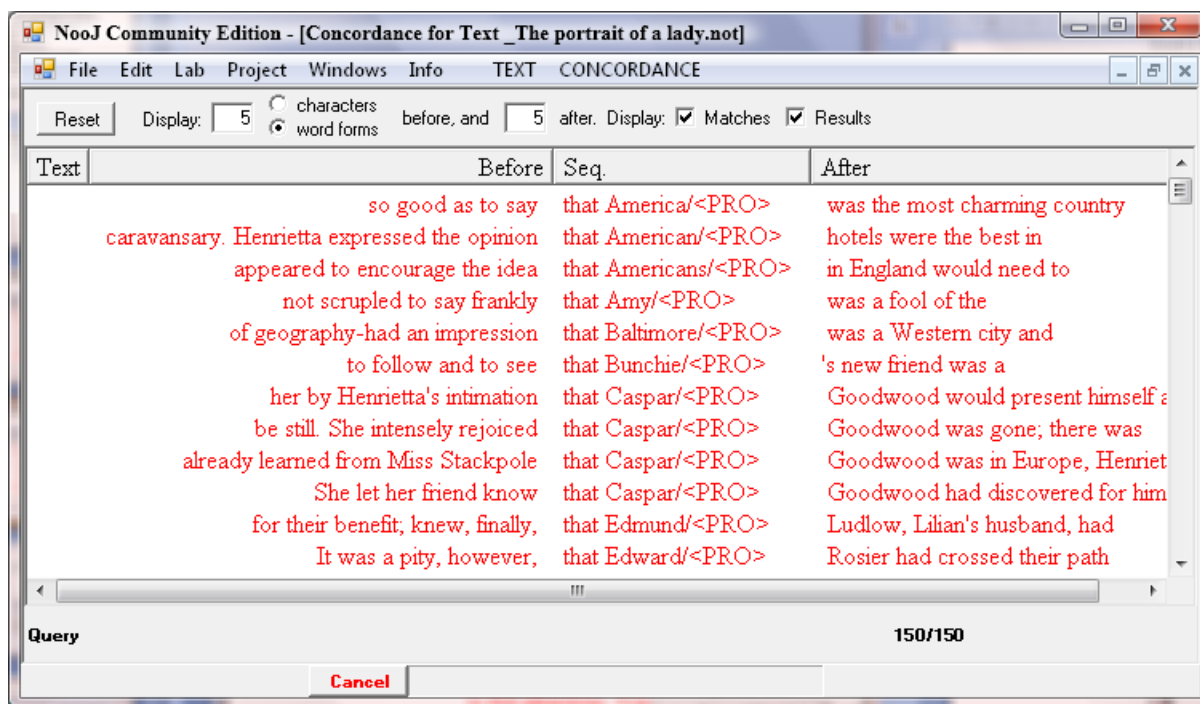 NooJ Community Edition - [Concordance for Text _The portrait of a lady.not]
File Edit Lab Project Windows Info TEXT CONCORDANCE
Reset Display: 5 characters word forms before, and 5 after. Display: Matches Results
Text Before Seq. After
so good as to say that America/<PRO> was the most charming country
caravansary. Henrietta expressed the opinion that American/<PRO> hotels were the best in
appeared to encourage the idea that Americans/<PRO> in England would need to
not scrupled to say frankly that Amy/<PRO> was a fool of the
of geography-had an impression that Baltimore/<PRO> was a Western city and
to follow and to see that Bunchie/<PRO> 's new friend was a
her by Henrietta's intimation that Caspar/<PRO> Goodwood would present himself a
be still. She intensely rejoiced that Caspar/<PRO> Goodwood was gone; there was
already learned from Miss Stackpole that Caspar/<PRO> Goodwood was in Europe, Henriet
She let her friend know that Caspar/<PRO> Goodwood had discovered for him
for their benefit; knew, finally, that Edmund/<PRO> Ludlow, Lilian's husband, had
It was a pity, however, that Edward/<PRO> Rosier had crossed their path
Query 150/150
Cancel